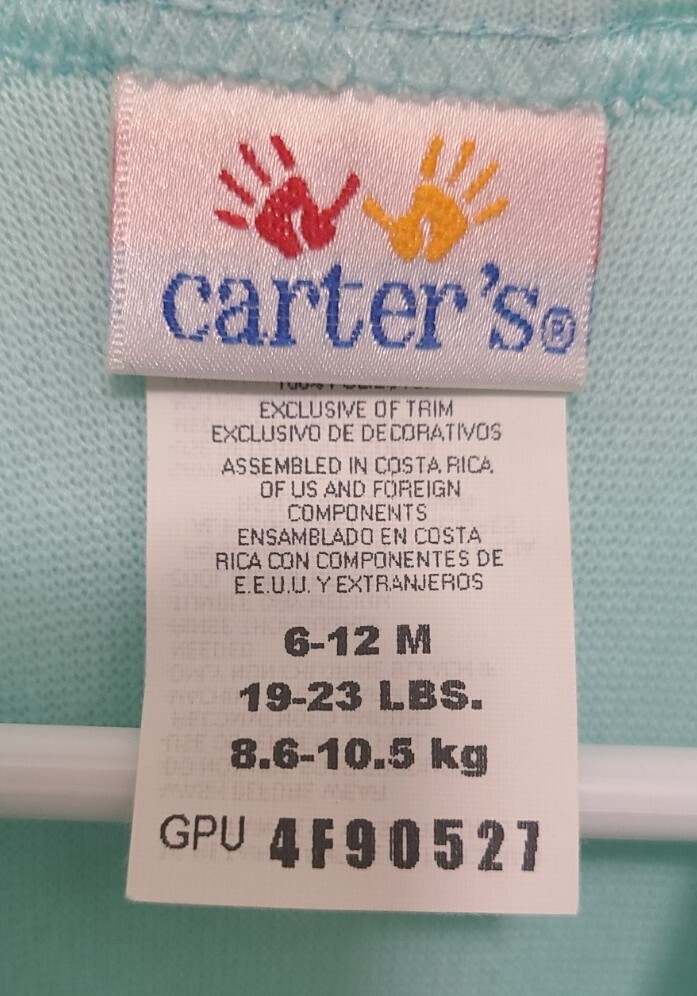 carter's®
EXCLUSIVE OF TRIM
EXCLUSIVO DE DECORATIVOS
ASSEMBLED IN COSTA RICA
OF US AND FOREIGN
COMPONENTS
ENSAMBLADO EN COSTA
RICA CON COMPONENTES DE
E.E.U.U. Y EXTRANJEROS
6-12 M
19-23 LBS.
8.6-10.5 kg
GPU 4F90527